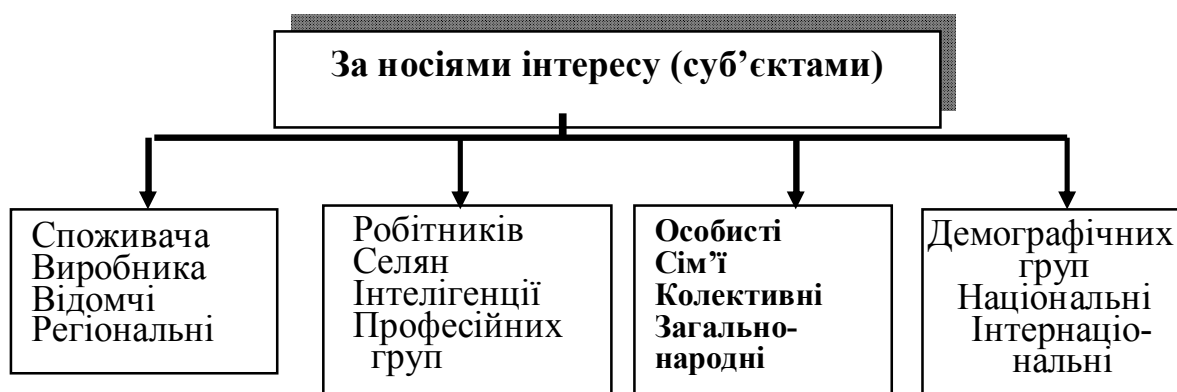 За носіями інтересу (суб’єктами)
Споживача
Виробника
Відомчі
Регіональні
Робітників
Селян
Інтелігенції
Професійних
груп
Особисті
Сім’ї
Колективні
Загально-
народні
Демографічних
груп
Національні
Інтернаціо-
нальні